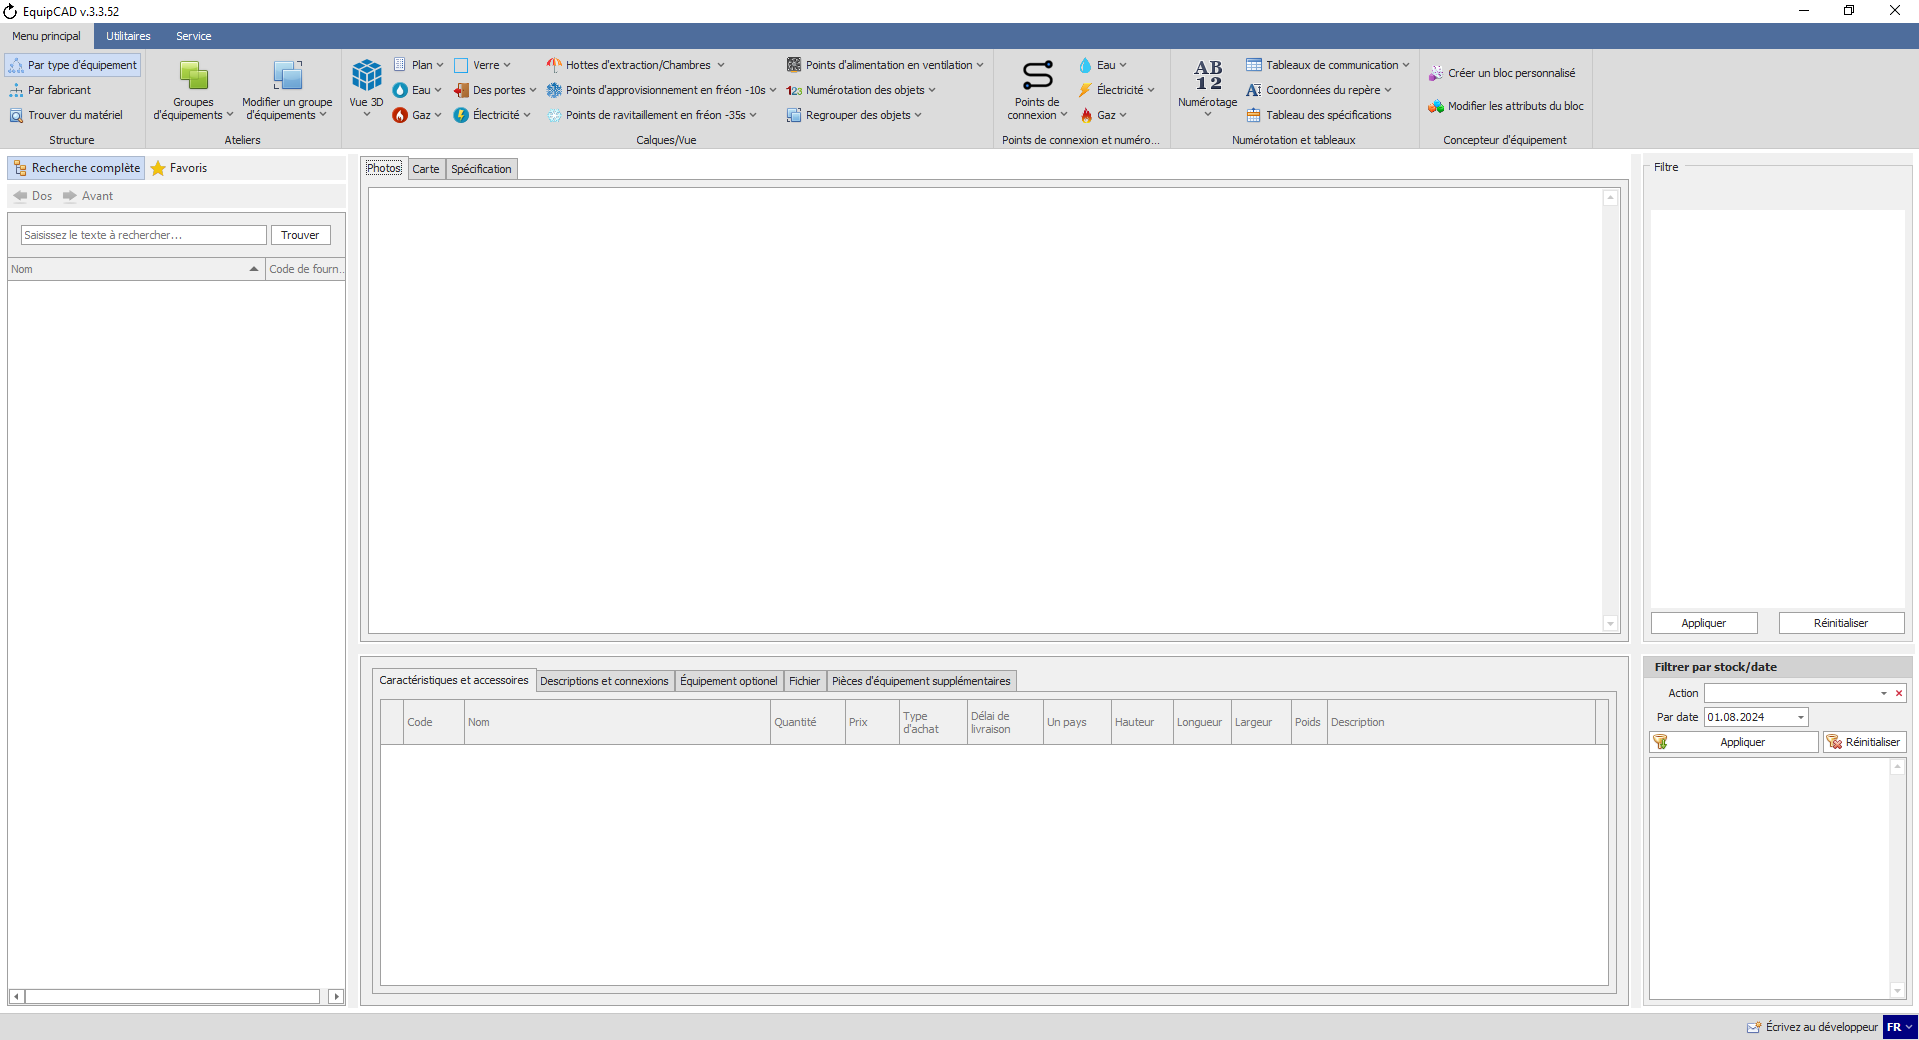 EquipCAD v.3.3.52
Menu principal
Utilitaires
Service
Par type d'équipement
Par fabricant
Trouver du matériel
Structure
Groupes
d'équipements
Modifier un groupe
d'équipements
Ateliers
Vue 3D
Plan
Eau
Gaz
Verre
Des portes
Électricité
Hottes d'extraction/Chambres
Points d'approvisionnement en fréon -10s
Points de ravitaillement en fréon -35s
Points d'alimentation en ventilation
123 Numérotation des objets
Regrouper des objets
Calques/Vue
Points de
connexion
Eau
Électricité
Gaz
Points de connexion et numéro...
AB
12
Numérotage
Tableaux de communication
Coordonnées du repère
Tableau des spécifications
Numérotation et tableaux
Créer un bloc personnalisé
Modifier les attributs du bloc
Concepteur d'équipement
Recherche complète
Favoris
Dos
Avant
Saisissez le texte à rechercher...
Trouver
Nom
Code de fourn...
Photos
Carte
Spécification
Filtre
Appliquer
Réinitialiser
Caractéristiques et accessoires
Descriptions et connexions
Équipement optionel
Fichier
Pièces d'équipement supplémentaires
Code
Nom
Quantité
Prix
Type
d'achat
Délai de
livraison
Un pays
Hauteur
Longueur
Largeur
Poids
Description
Filtrer par stock/date
Action
Par date
01.08.2024
Appliquer
Réinitialiser
Écrivez au développeur
FR